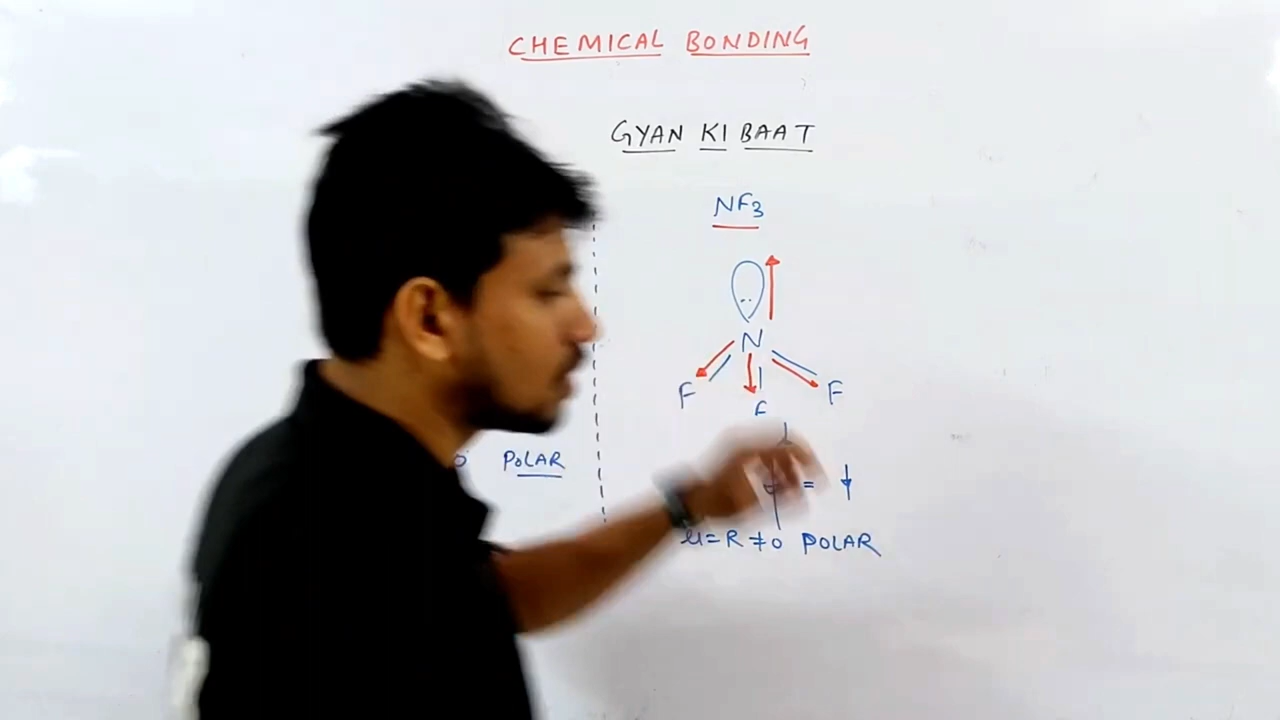 CHEMICAL BONDING
GYAN KI BAAT
NF3
N
F F
F
POLAR
=
μ = R ≠ 0 POLAR